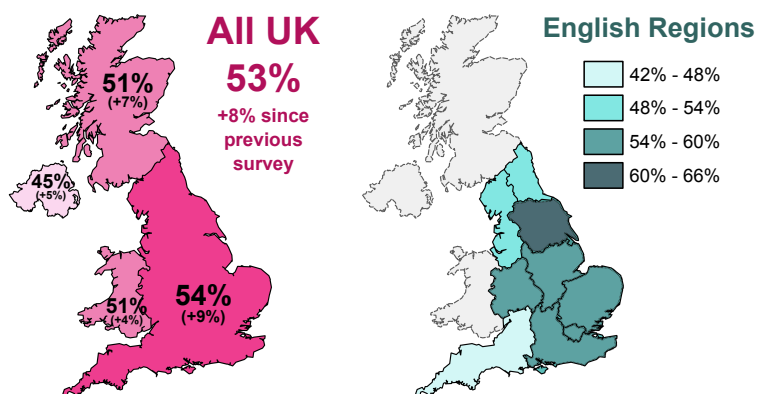 All UK
53%
+8% since
previous
survey
51%
(+7%)
45%
(+5%)
51%
(+4%)
54%
(+9%)
English Regions
42% - 48%
48% - 54%
54% - 60%
60% - 66%